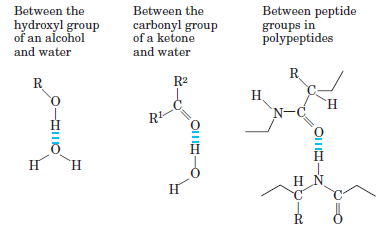 Between the
hydroxyl group
of an alcohol
and water
Between the
carbonyl group
of a ketone
and water
Between peptide
groups in
polypeptides
R
O
H
O
H H
R²
C
R¹
O
H
O
H
R
C
H
H
N C
O
H
H N
C C
R O